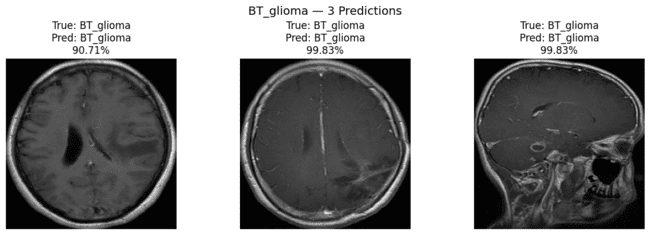 BT_glioma — 3 Predictions
True: BT_glioma
Pred: BT_glioma
90.71%
True: BT_glioma
Pred: BT_glioma
99.83%
True: BT_glioma
Pred: BT_glioma
99.83%